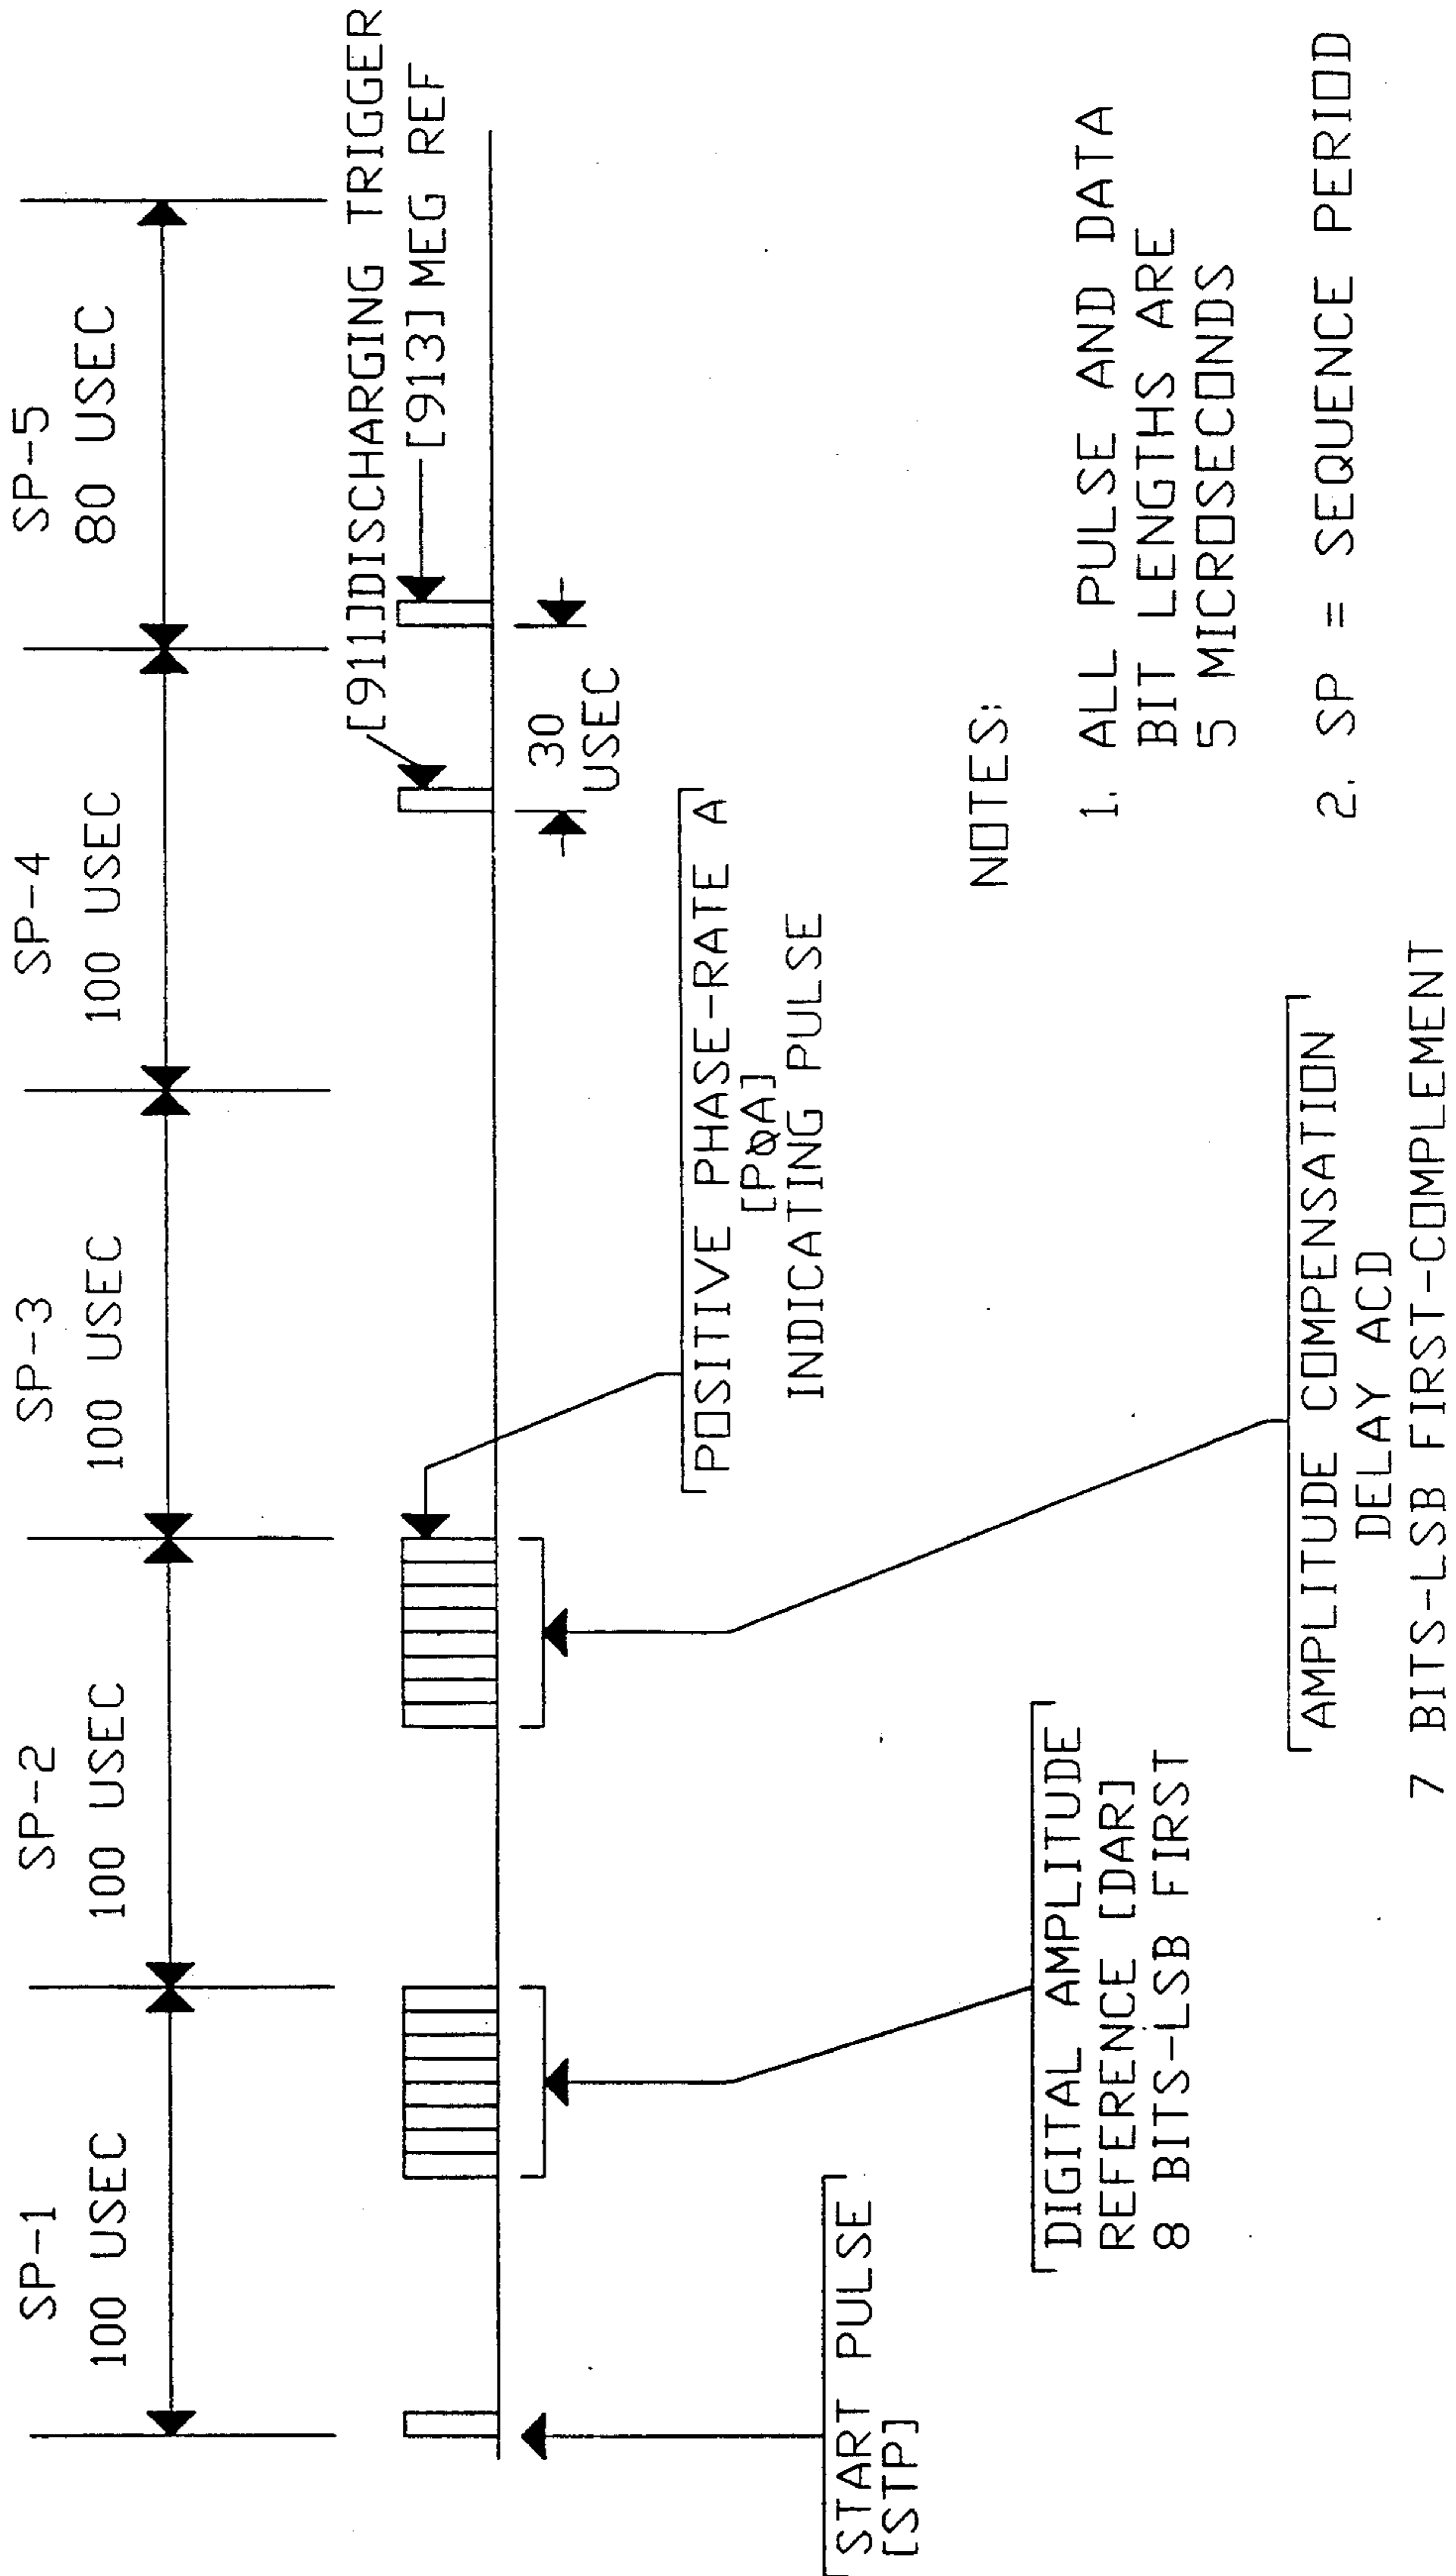 SP-1
100 USEC
SP-2
100 USEC
SP-3
100 USEC
SP-4
100 USEC
SP-5
80 USEC
[911]DISCHARGING TRIGGER
[913] MEG REF
30
USEC
START PULSE
[STP]
DIGITAL AMPLITUDE
REFERENCE [DAR]
8 BITS-LSB FIRST
POSITIVE PHASE-RATE A
[PØA]
INDICATING PULSE
AMPLITUDE COMPENSATION
DELAY ACD
7 BITS-LSB FIRST-COMPLEMENT
NOTES:
1. ALL PULSE AND DATA
BIT LENGTHS ARE
5 MICROSECONDS
2. SP = SEQUENCE PERIOD